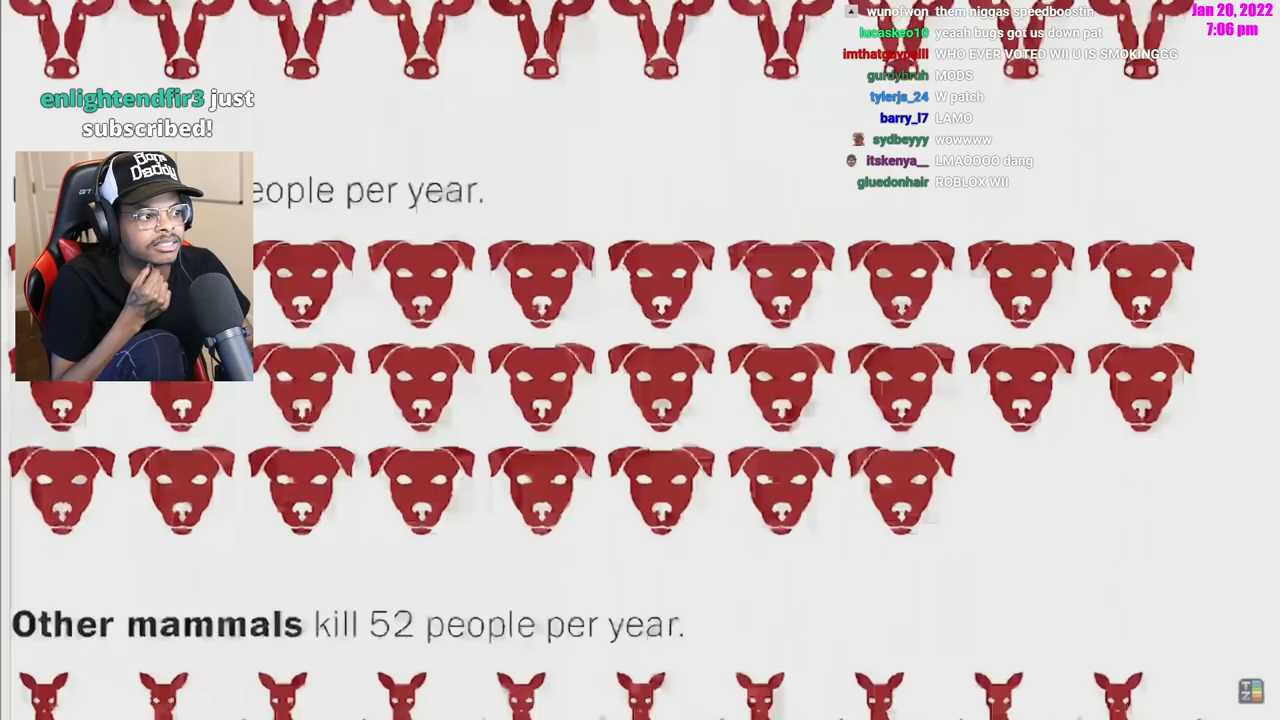 Jan 20, 2022
7:06 pm
wunofwon them niggas speedboostin
lucaskeo10 yeaah bugs got us down pat
WHO EVER VOTED WII U IS SMOKINGGG
gurdybruh MODS
tylerjs_24 W patch
barry_l7 LAMO
sydbeyyy wowwww
itskenya__ LMAOOOO dang
gluedonhair ROBLOX WII
enlightendfir3 just
subscribed!
Daddy
eople per year.
Other mammals kill 52 people per year.
TZ